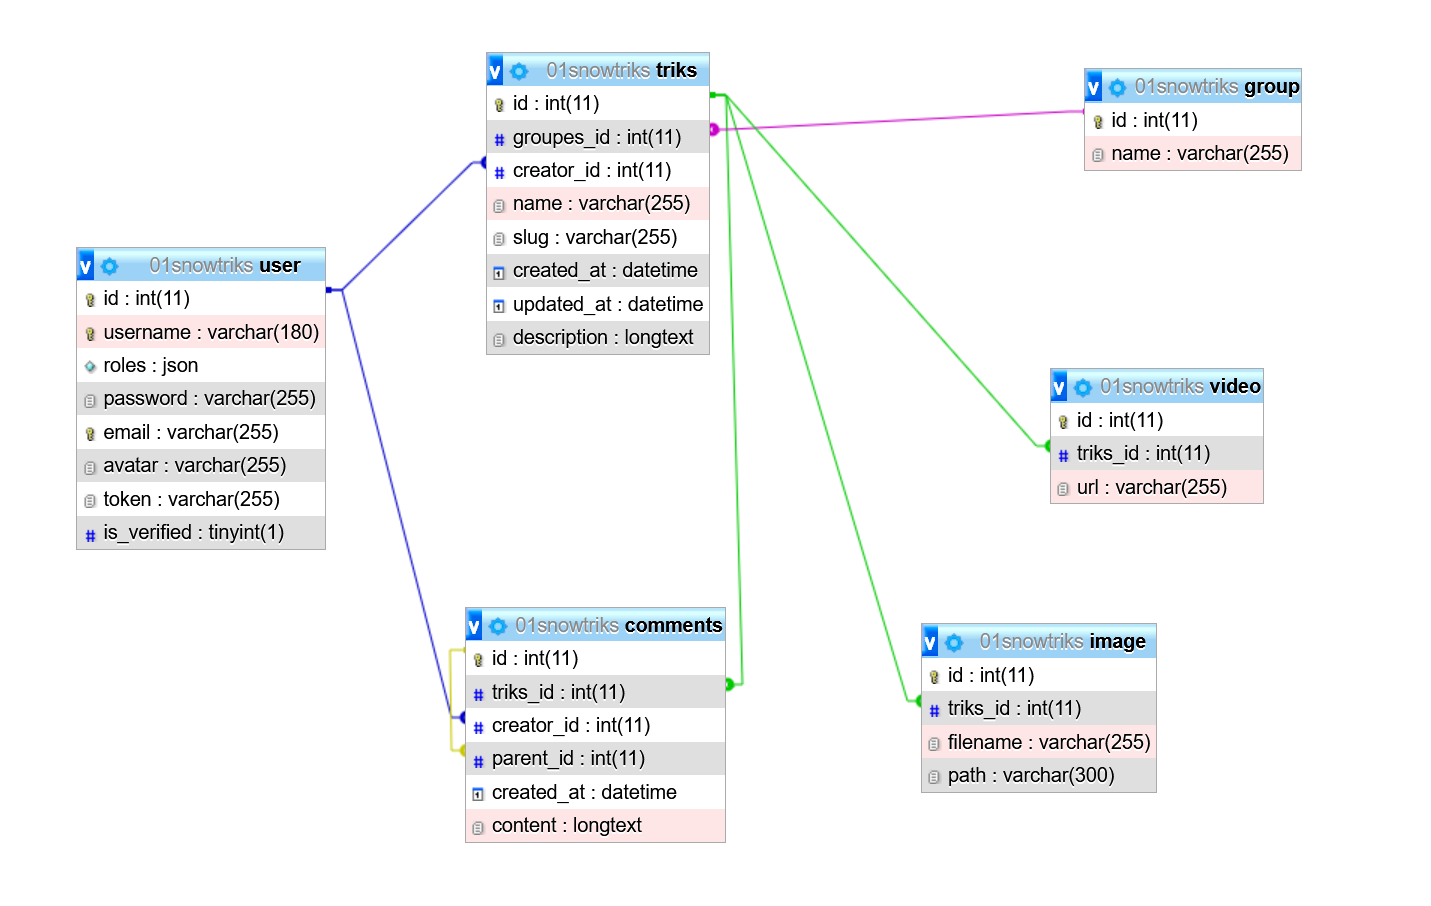 v 01snowtriks triks
id : int(11)
# groupes_id : int(11)
# creator_id : int(11)
name : varchar(255)
slug : varchar(255)
created_at : datetime
updated_at : datetime
description : longtext
v 01snowtriks group
id : int(11)
name : varchar(255)
v 01snowtriks user
id : int(11)
username : varchar(180)
roles : json
password : varchar(255)
email : varchar(255)
avatar : varchar(255)
token : varchar(255)
# is_verified : tinyint(1)
v 01snowtriks video
id : int(11)
# triks_id : int(11)
url : varchar(255)
v 01snowtriks comments
id : int(11)
# triks_id : int(11)
# creator_id : int(11)
# parent_id : int(11)
created_at : datetime
content : longtext
v 01snowtriks image
id : int(11)
# triks_id : int(11)
filename : varchar(255)
path : varchar(300)